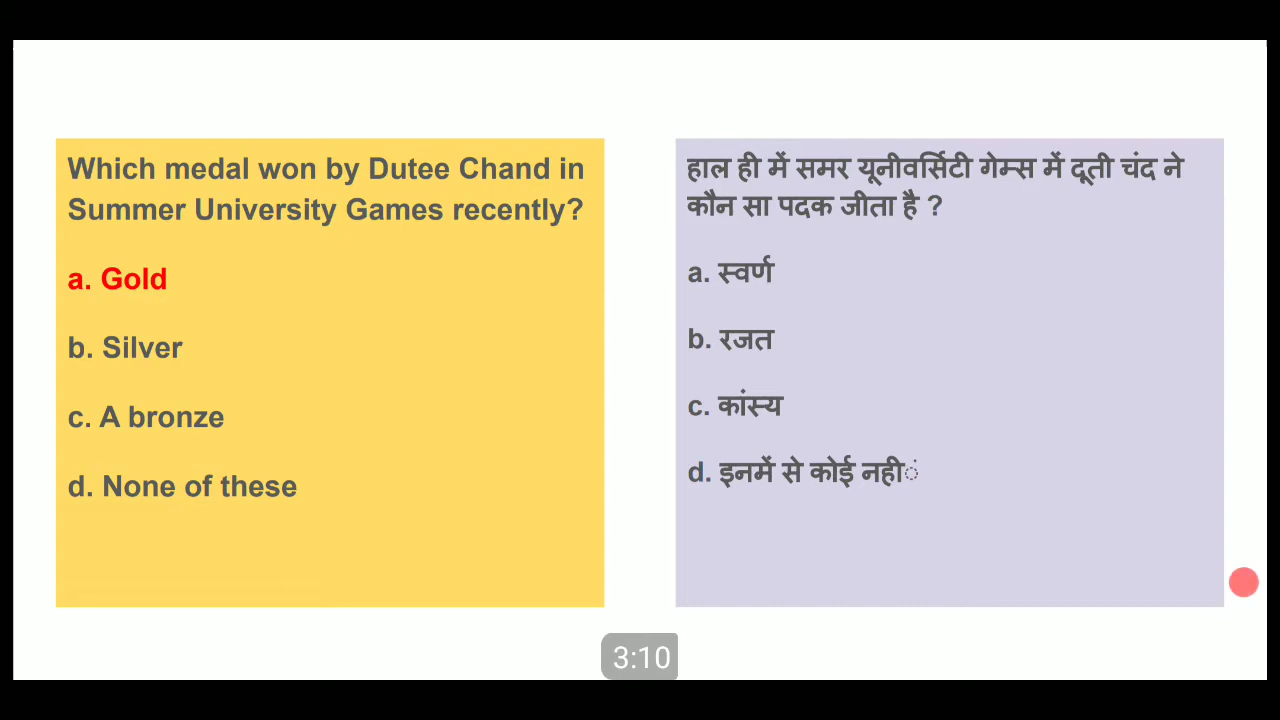 Which medal won by Dutee Chand in
Summer University Games recently?
a. Gold
b. Silver
c. A bronze
d. None of these
हाल ही में समर यूनीवर्सिटी गेम्स में दूती चंद ने
कौन सा पदक जीता है ?
a. स्वर्ण
b. रजत
c. कांस्य
d. इनमें से कोई नहीं
3:10